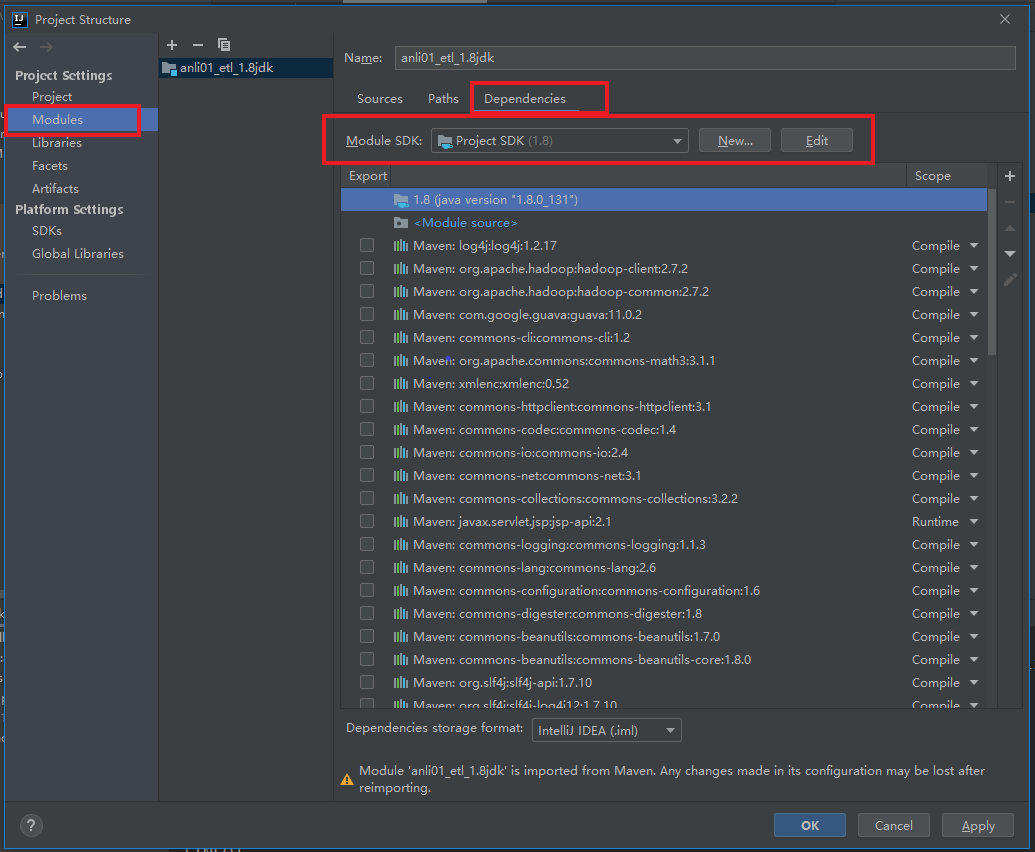 Project Structure
Project Settings
Project
Modules
Libraries
Facets
Artifacts
Platform Settings
SDKs
Global Libraries
Problems
anli01_etl_1.8jdk
Name: anli01_etl_1.8jdk
Sources Paths Dependencies
Module SDK: Project SDK (1.8) New... Edit
Export Scope
1.8 (java version "1.8.0_131")
<Module source>
Maven: log4j:log4j:1.2.17 Compile
Maven: org.apache.hadoop:hadoop-client:2.7.2 Compile
Maven: org.apache.hadoop:hadoop-common:2.7.2 Compile
Maven: com.google.guava:guava:11.0.2 Compile
Maven: commons-cli:commons-cli:1.2 Compile
Maven: org.apache.commons:commons-math3:3.1.1 Compile
Maven: xmlenc:xmlenc:0.52 Compile
Maven: commons-httpclient:commons-httpclient:3.1 Compile
Maven: commons-codec:commons-codec:1.4 Compile
Maven: commons-io:commons-io:2.4 Compile
Maven: commons-net:commons-net:3.1 Compile
Maven: commons-collections:commons-collections:3.2.2 Compile
Maven: javax.servlet.jsp:jsp-api:2.1 Runtime
Maven: commons-logging:commons-logging:1.1.3 Compile
Maven: commons-lang:commons-lang:2.6 Compile
Maven: commons-configuration:commons-configuration:1.6 Compile
Maven: commons-digester:commons-digester:1.8 Compile
Maven: commons-beanutils:commons-beanutils:1.7.0 Compile
Maven: commons-beanutils:commons-beanutils-core:1.8.0 Compile
Maven: org.slf4j:slf4j-api:1.7.10 Compile
Maven: org.slf4j:slf4j-log4j12:1.7.10 Compile
Dependencies storage format: IntelliJ IDEA (.iml)
Module 'anli01_etl_1.8jdk' is imported from Maven. Any changes made in its configuration may be lost after
reimporting.
? OK Cancel Apply